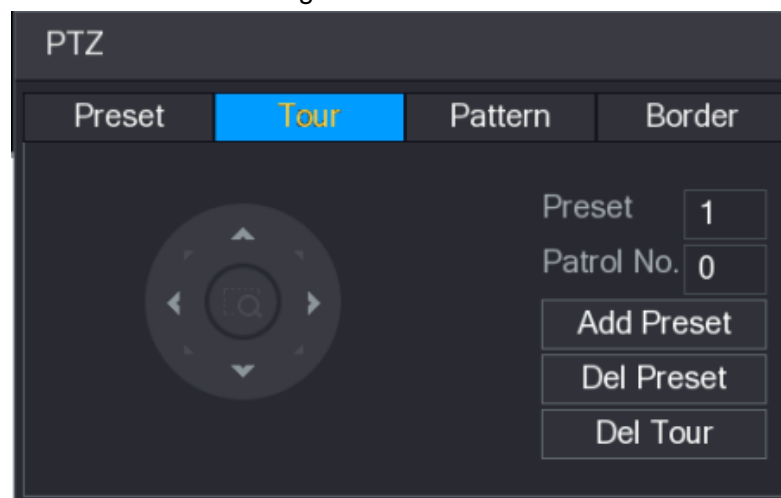 PTZ
Preset Tour Pattern Border
Preset 1
Patrol No. 0
Add Preset
Del Preset
Del Tour